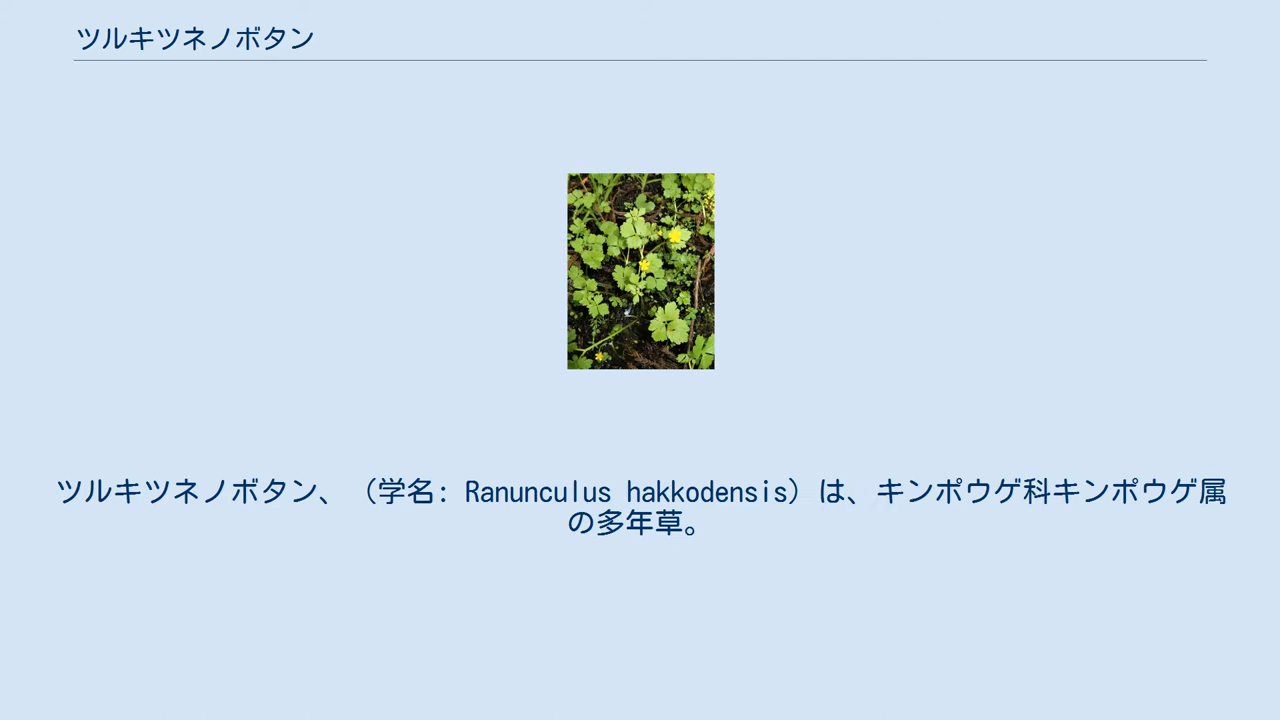 ツルキツネノボタン
ツルキツネノボタン、（学名: Ranunculus hakkodensis）は、キンポウゲ科キンポウゲ属
の多年草。